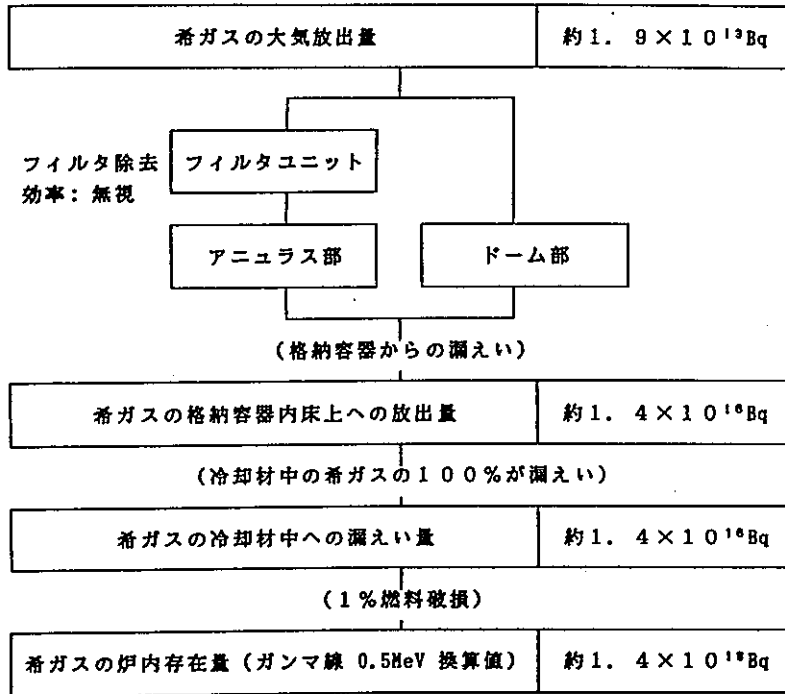 希ガスの大気放出量 約1. 9×10¹³Bq
フィルタ除去 フィルタユニット
効率: 無視
アニュラス部 ドーム部
(格納容器からの漏えい)
希ガスの格納容器内床上への放出量 約1. 4×10¹⁶Bq
(冷却材中の希ガスの100%が漏えい)
希ガスの冷却材中への漏えい量 約1. 4×10¹⁶Bq
(1%燃料破損)
希ガスの炉内存在量 (ガンマ線 0.5MeV 換算値) 約1. 4×10¹⁸Bq